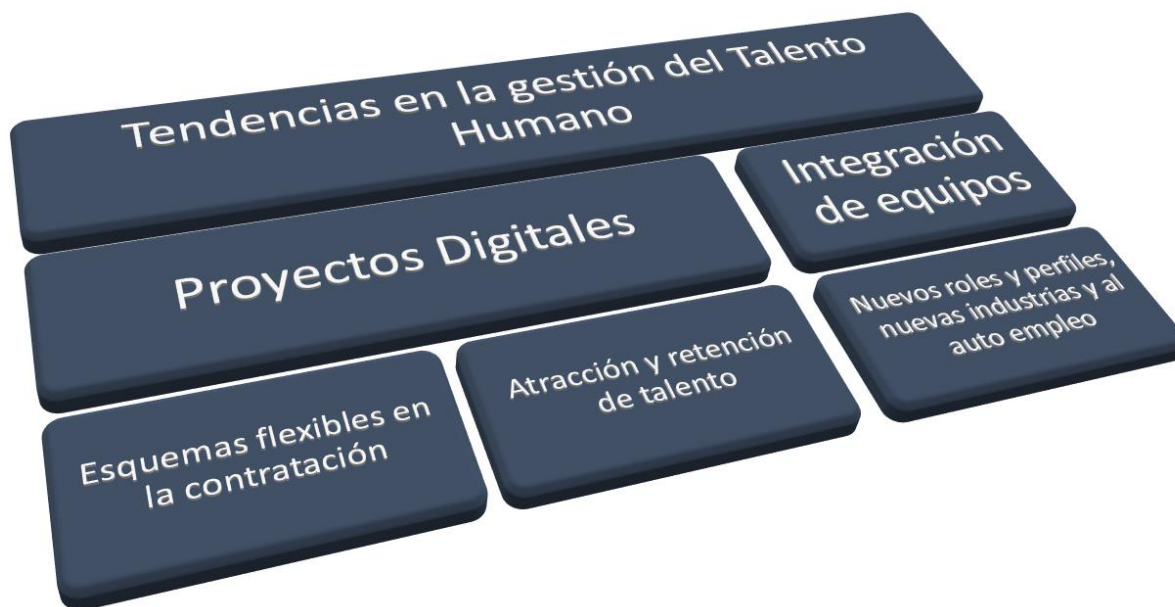 Tendencias en la gestión del Talento
Humano
Proyectos Digitales
Integración
de equipos
Esquemas flexibles en
la contratación
Atracción y retención
de talento
Nuevos roles y perfiles,
nuevas industrias y al
auto empleo